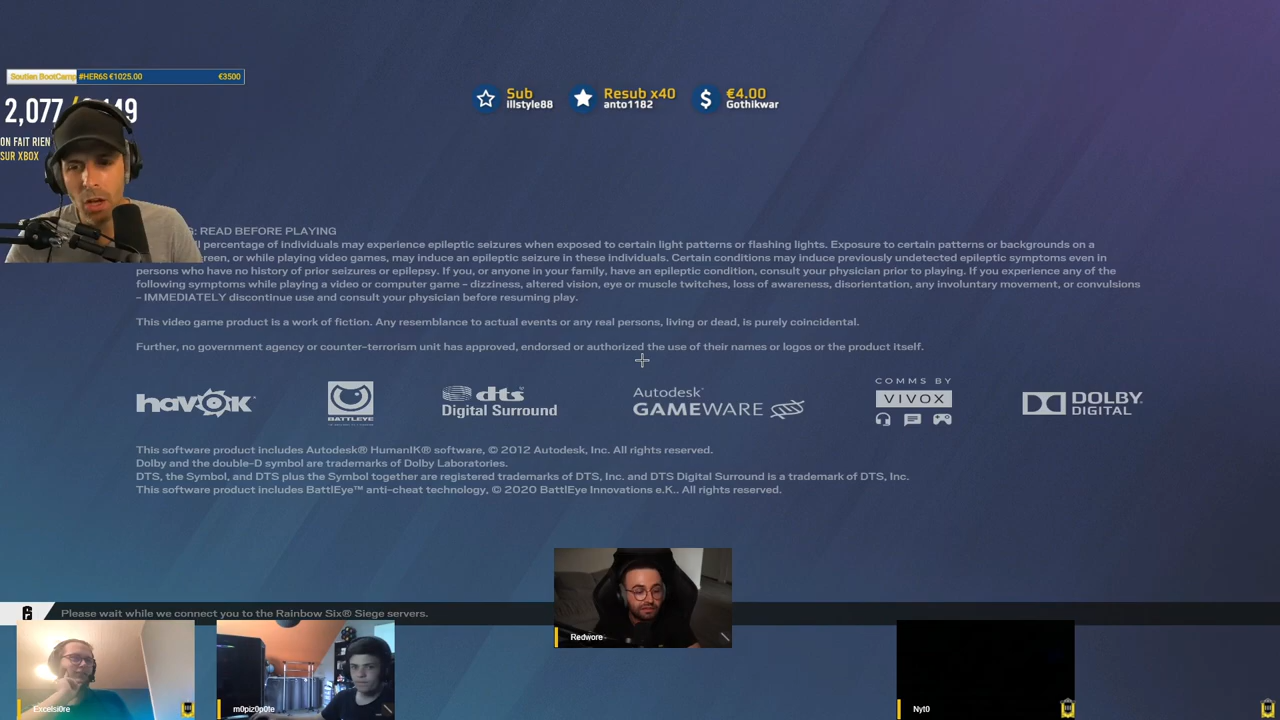 Soutien BootCamp #HER6S €1025.00 €3500
2,077 /
ON FAIT RIEN
SUR XBOX
Sub
illstyle88
Resub x40
anto1182
€4.00
Gothikwar
READ BEFORE PLAYING
percentage of individuals may experience epileptic seizures when exposed to certain light patterns or flashing lights. Exposure to certain patterns or backgrounds on a
or while playing video games, may induce an epileptic seizure in these individuals. Certain conditions may induce previously undetected epileptic symptoms even in
persons who have no history of prior seizures or epilepsy. If you, or anyone in your family, have an epileptic condition, consult your physician prior to playing. If you experience any of the
following symptoms while playing a video or computer game - dizziness, altered vision, eye or muscle twitches, loss of awareness, disorientation, any involuntary movement, or convulsions
- IMMEDIATELY discontinue use and consult your physician before resuming play.
This video game product is a work of fiction. Any resemblance to actual events or any real persons, living or dead, is purely coincidental.
Further, no government agency or counter-terrorism unit has approved, endorsed or authorized the use of their names or logos or the product itself.
havok
BATTLEYE
dts
Digital Surround
Autodesk®
GAMEWARE
COMMS BY
VIVOX
DOLBY
DIGITAL
This software product includes Autodesk® HumanIK® software, © 2012 Autodesk, Inc. All rights reserved.
Dolby and the double-D symbol are trademarks of Dolby Laboratories.
DTS, the Symbol, and DTS plus the Symbol together are registered trademarks of DTS, Inc. and DTS Digital Surround is a trademark of DTS, Inc.
This software product includes BattlEye™ anti-cheat technology, © 2020 BattlEye Innovations e.K.. All rights reserved.
Please wait while we connect you to the Rainbow Six® Siege servers.
Redwore -
Excelsi0re
m0piz0p0te
Nyt0